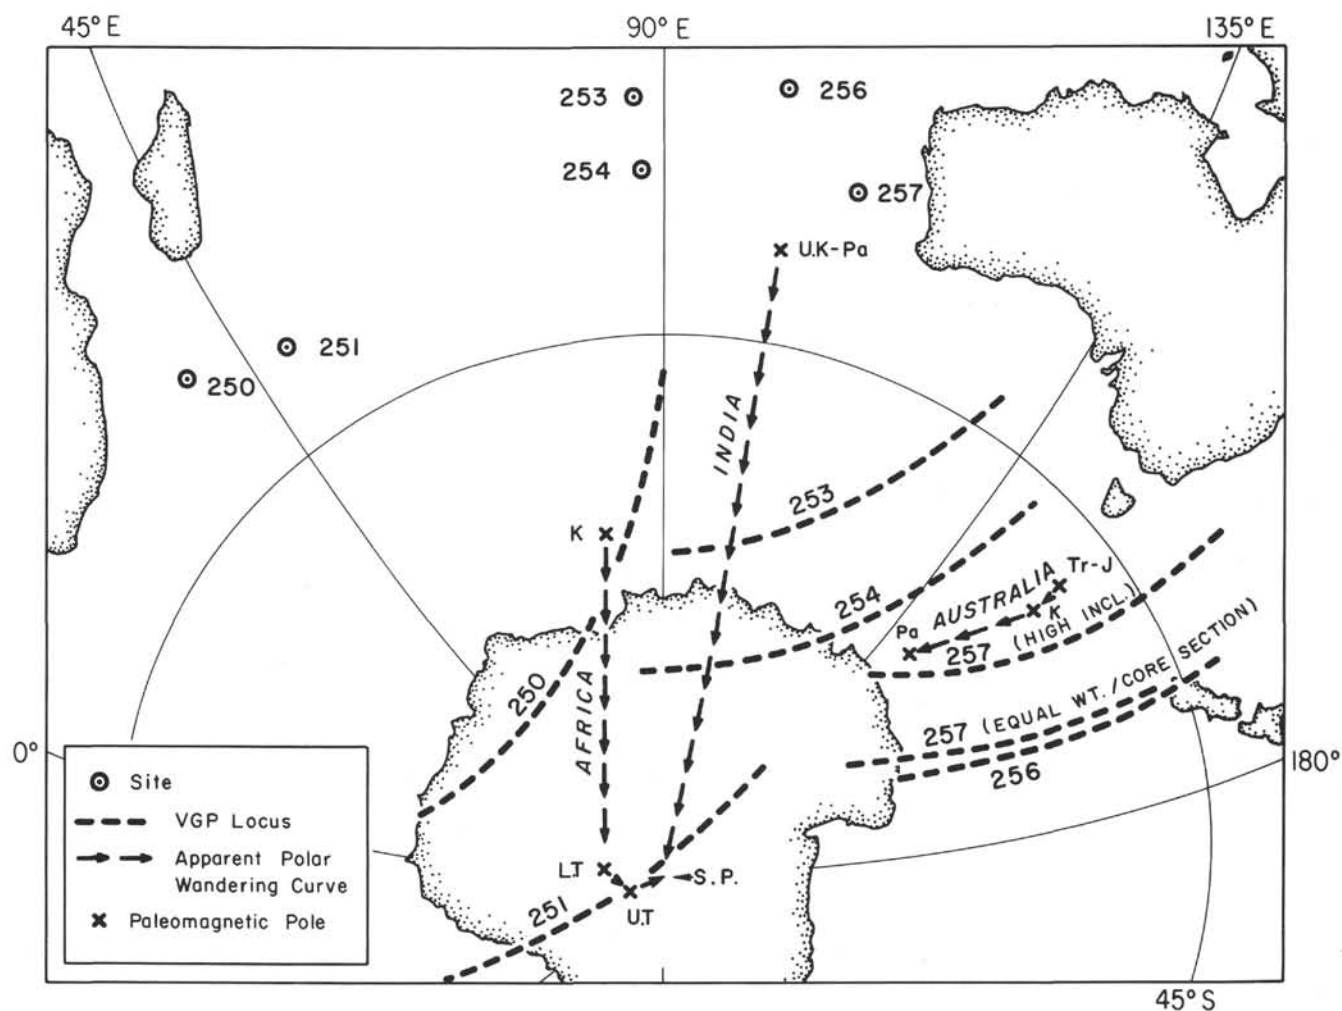 45° E
90° E
135° E
253
256
254
257
U.K-Pa
251
250
INDIA
253
K
254
Tr-J
AUSTRALIA
K
Pa
257 (HIGH INCL.)
250
AFRICA
257 (EQUAL WT./CORE SECTION)
256
0°
180°
Site
VGP Locus
Apparent Polar
Wandering Curve
Paleomagnetic Pole
L.T
S.P.
U.T
251
45° S